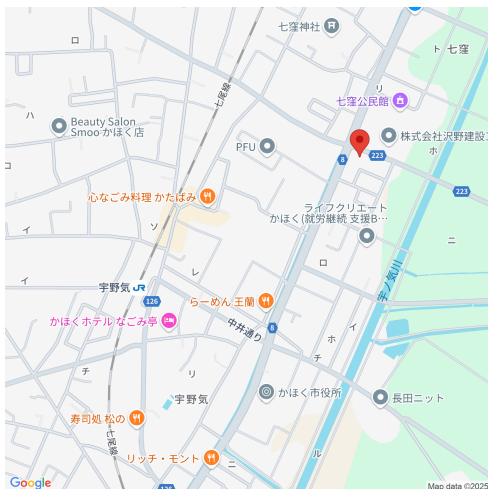 七窪神社
ト
七窪
ロ
リ
七尾線
七窪公民館
ハ
Beauty Salon
Smoo かほく店
株式会社沢野建設工
PFU
8
223
ホ
223
心なごみ料理 かたばみ
ライフクリエート
かほく(就労継続 支援B…
ソ
イ
ニ
レ
ロ
宇ノ気川
イ
宇野気 JR
126
らーめん 王蘭
かほくホテル なごみ亭
中井通り
8
ホ
イ
チ
チ
リ
かほく市役所
長田ニット
宇野気
寿司処 松の
七尾線
リッチ・モント
ニ
ル
126
Google
Map data ©2025